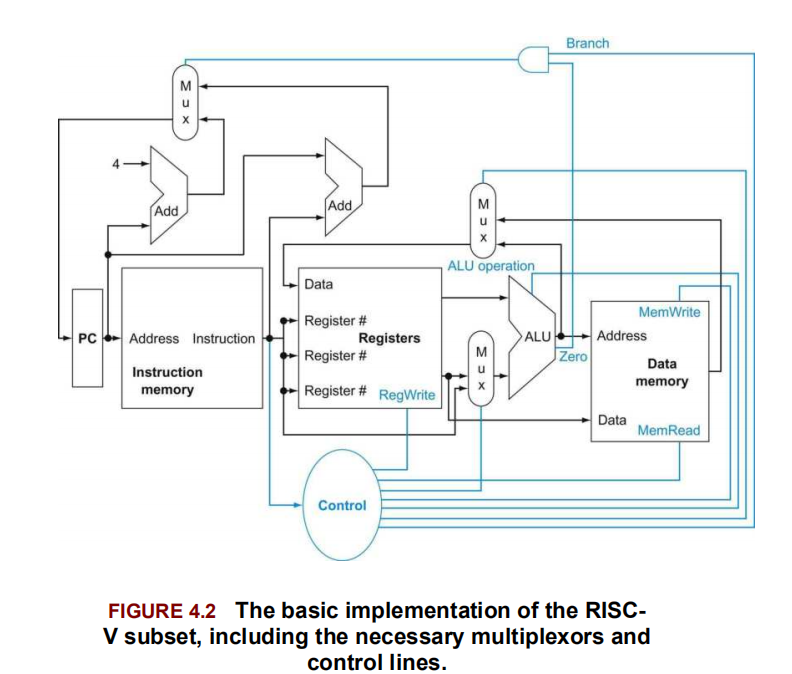 Branch
M
u
x
4
Add
Add
M
u
x
ALU operation
Data
Register #
Registers
Register #
Register #
RegWrite
PC
Address
Instruction
Instruction
memory
M
u
x
ALU
Zero
MemWrite
Address
Data
memory
Data
MemRead
Control
FIGURE 4.2 The basic implementation of the RISC-
V subset, including the necessary multiplexors and
control lines.